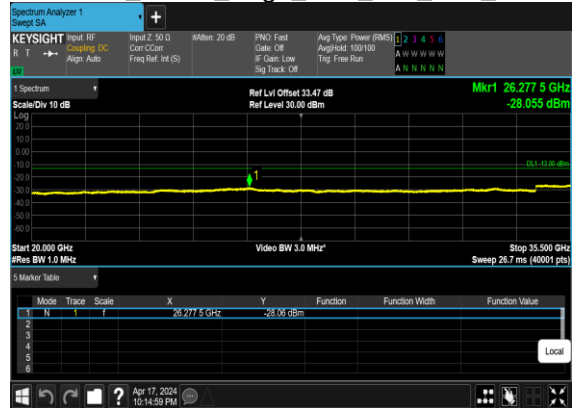 Spectrum Analyzer 1
Swept SA
+
KEYSIGHT Input: RF Input Z: 50 Ω #Atten: 20 dB PNO: Fast Avg Type: Power (RMS) 1 2 3 4 5 6
R T Coupling: DC Corr CCorr Gate: Off Avg|Hold: 100/100 A W W W W W
Align: Auto Freq Ref: Int (S) IF Gain: Low Trig: Free Run
Sig Track: Off A N N N N N
1 Spectrum Ref Lvl Offset 33.47 dB Mkr1 26.277 5 GHz
Scale/Div 10 dB Ref Level 30.00 dBm -28.055 dBm
Log
20.0
10.0
0.00
-10.0 DL1 -13.00 dBm
1
-20.0
-30.0
-40.0
-50.0
-60.0
Start 20.000 GHz Video BW 3.0 MHz* Stop 35.500 GHz
#Res BW 1.0 MHz Sweep 26.7 ms (40001 pts)
5 Marker Table
Mode Trace Scale X Y Function Function Width Function Value
1 N 1 f 26.277 5 GHz -28.06 dBm
2
3
4
5
6
Local
? Apr 17, 2024
10:14:59 PM